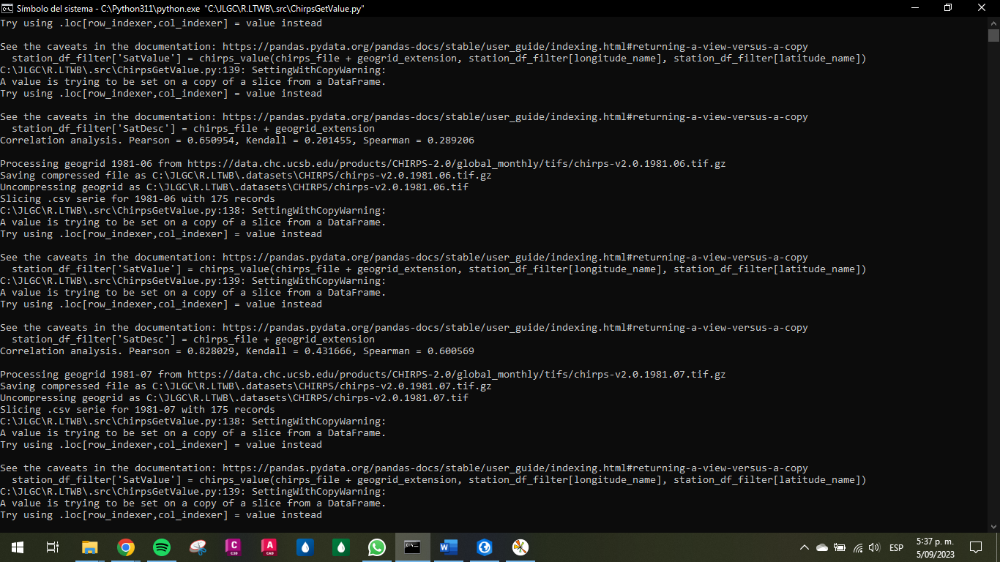 Símbolo del sistema - C:\Python311\python.exe "C:\JLGC\R.LTWB\.src\ChirpsGetValue.py"
Try using .loc[row_indexer,col_indexer] = value instead

See the caveats in the documentation: https://pandas.pydata.org/pandas-docs/stable/user_guide/indexing.html#returning-a-view-versus-a-copy
  station_df_filter['SatValue'] = chirps_value(chirps_file + geogrid_extension, station_df_filter[longitude_name], station_df_filter[latitude_name])
C:\JLGC\R.LTWB\.src\ChirpsGetValue.py:139: SettingWithCopyWarning:
A value is trying to be set on a copy of a slice from a DataFrame.
Try using .loc[row_indexer,col_indexer] = value instead

See the caveats in the documentation: https://pandas.pydata.org/pandas-docs/stable/user_guide/indexing.html#returning-a-view-versus-a-copy
  station_df_filter['SatDesc'] = chirps_file + geogrid_extension
Correlation analysis. Pearson = 0.650954, Kendall = 0.201455, Spearman = 0.289206

Processing geogrid 1981-06 from https://data.chc.ucsb.edu/products/CHIRPS-2.0/global_monthly/tifs/chirps-v2.0.1981.06.tif.gz
Saving compressed file as C:\JLGC\R.LTWB\.datasets\CHIRPS/chirps-v2.0.1981.06.tif.gz
Uncompressing geogrid as C:\JLGC\R.LTWB\.datasets\CHIRPS/chirps-v2.0.1981.06.tif
Slicing .csv serie for 1981-06 with 175 records
C:\JLGC\R.LTWB\.src\ChirpsGetValue.py:138: SettingWithCopyWarning:
A value is trying to be set on a copy of a slice from a DataFrame.
Try using .loc[row_indexer,col_indexer] = value instead

See the caveats in the documentation: https://pandas.pydata.org/pandas-docs/stable/user_guide/indexing.html#returning-a-view-versus-a-copy
  station_df_filter['SatValue'] = chirps_value(chirps_file + geogrid_extension, station_df_filter[longitude_name], station_df_filter[latitude_name])
C:\JLGC\R.LTWB\.src\ChirpsGetValue.py:139: SettingWithCopyWarning:
A value is trying to be set on a copy of a slice from a DataFrame.
Try using .loc[row_indexer,col_indexer] = value instead

See the caveats in the documentation: https://pandas.pydata.org/pandas-docs/stable/user_guide/indexing.html#returning-a-view-versus-a-copy
  station_df_filter['SatDesc'] = chirps_file + geogrid_extension
Correlation analysis. Pearson = 0.828029, Kendall = 0.431666, Spearman = 0.600569

Processing geogrid 1981-07 from https://data.chc.ucsb.edu/products/CHIRPS-2.0/global_monthly/tifs/chirps-v2.0.1981.07.tif.gz
Saving compressed file as C:\JLGC\R.LTWB\.datasets\CHIRPS/chirps-v2.0.1981.07.tif.gz
Uncompressing geogrid as C:\JLGC\R.LTWB\.datasets\CHIRPS/chirps-v2.0.1981.07.tif
Slicing .csv serie for 1981-07 with 175 records
C:\JLGC\R.LTWB\.src\ChirpsGetValue.py:138: SettingWithCopyWarning:
A value is trying to be set on a copy of a slice from a DataFrame.
Try using .loc[row_indexer,col_indexer] = value instead

See the caveats in the documentation: https://pandas.pydata.org/pandas-docs/stable/user_guide/indexing.html#returning-a-view-versus-a-copy
  station_df_filter['SatValue'] = chirps_value(chirps_file + geogrid_extension, station_df_filter[longitude_name], station_df_filter[latitude_name])
C:\JLGC\R.LTWB\.src\ChirpsGetValue.py:139: SettingWithCopyWarning:
A value is trying to be set on a copy of a slice from a DataFrame.
Try using .loc[row_indexer,col_indexer] = value instead
C
C3D
A
CAD
W
ESP
5:37 p. m.
5/09/2023